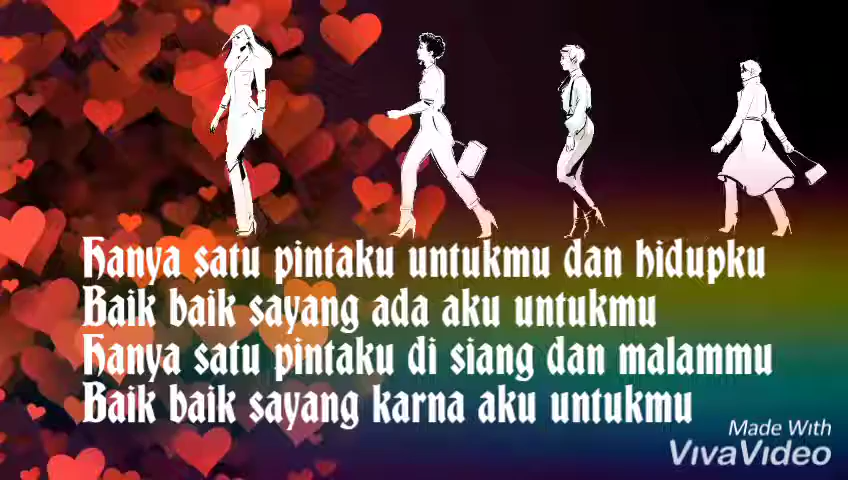 Hanya satu pintaku untukmu dan hidupku
Baik baik sayang ada aku untukmu
Hanya satu pintaku di siang dan malammu
Baik baik sayang karna aku untukmu
Made With
VivaVideo